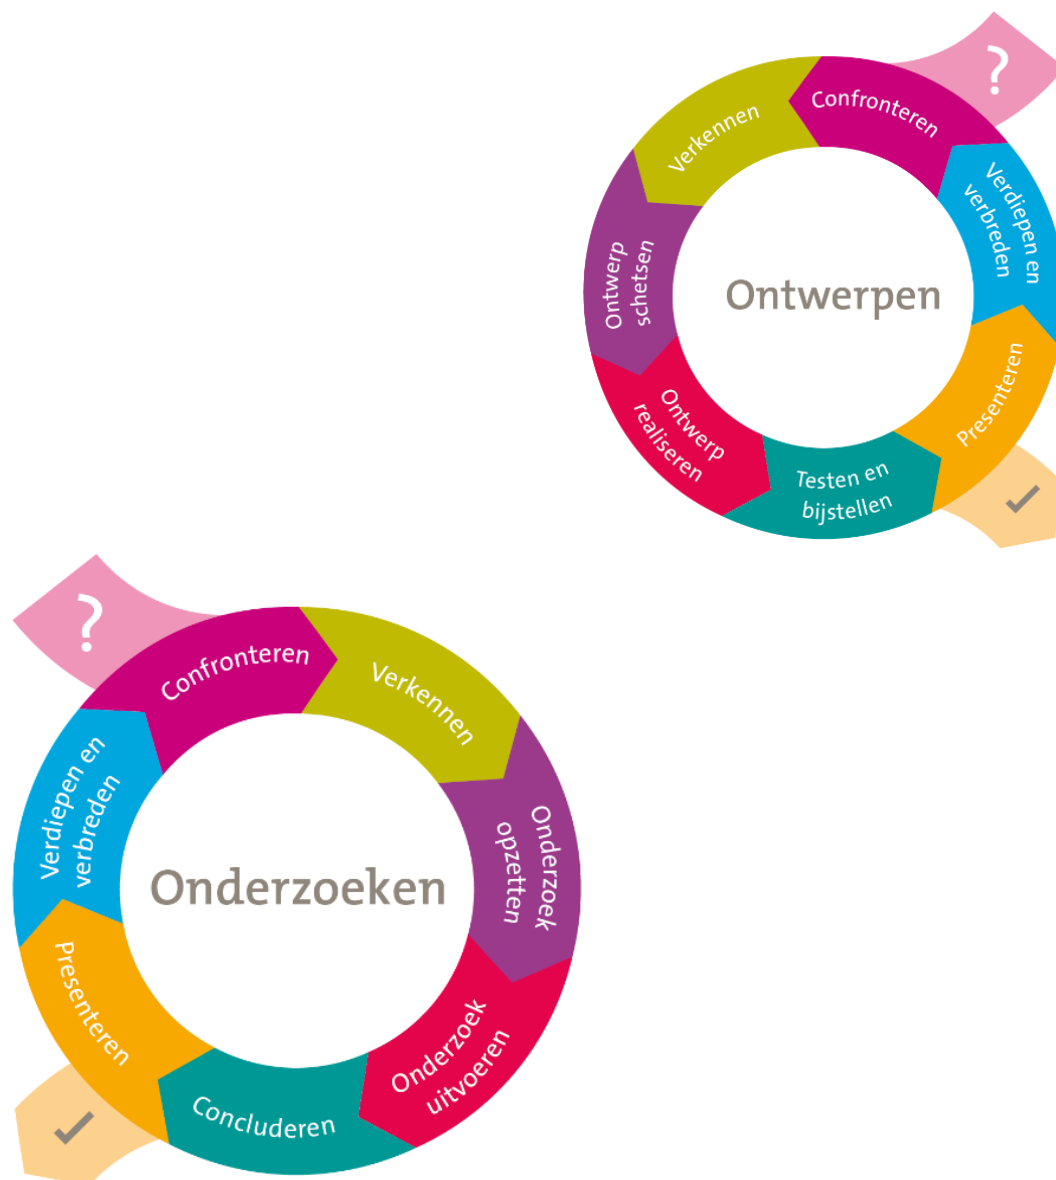 ?
Confronteren
Verdiepen en
verbreden
Presenteren
Testen en
bijstellen
Ontwerp
realiseren
Ontwerp
schetsen
Verkennen
Ontwerpen
?
Confronteren
Verkennen
Onderzoek
opzetten
Onderzoek
uitvoeren
Concluderen
Presenteren
Verdiepen en
verbreden
Onderzoeken